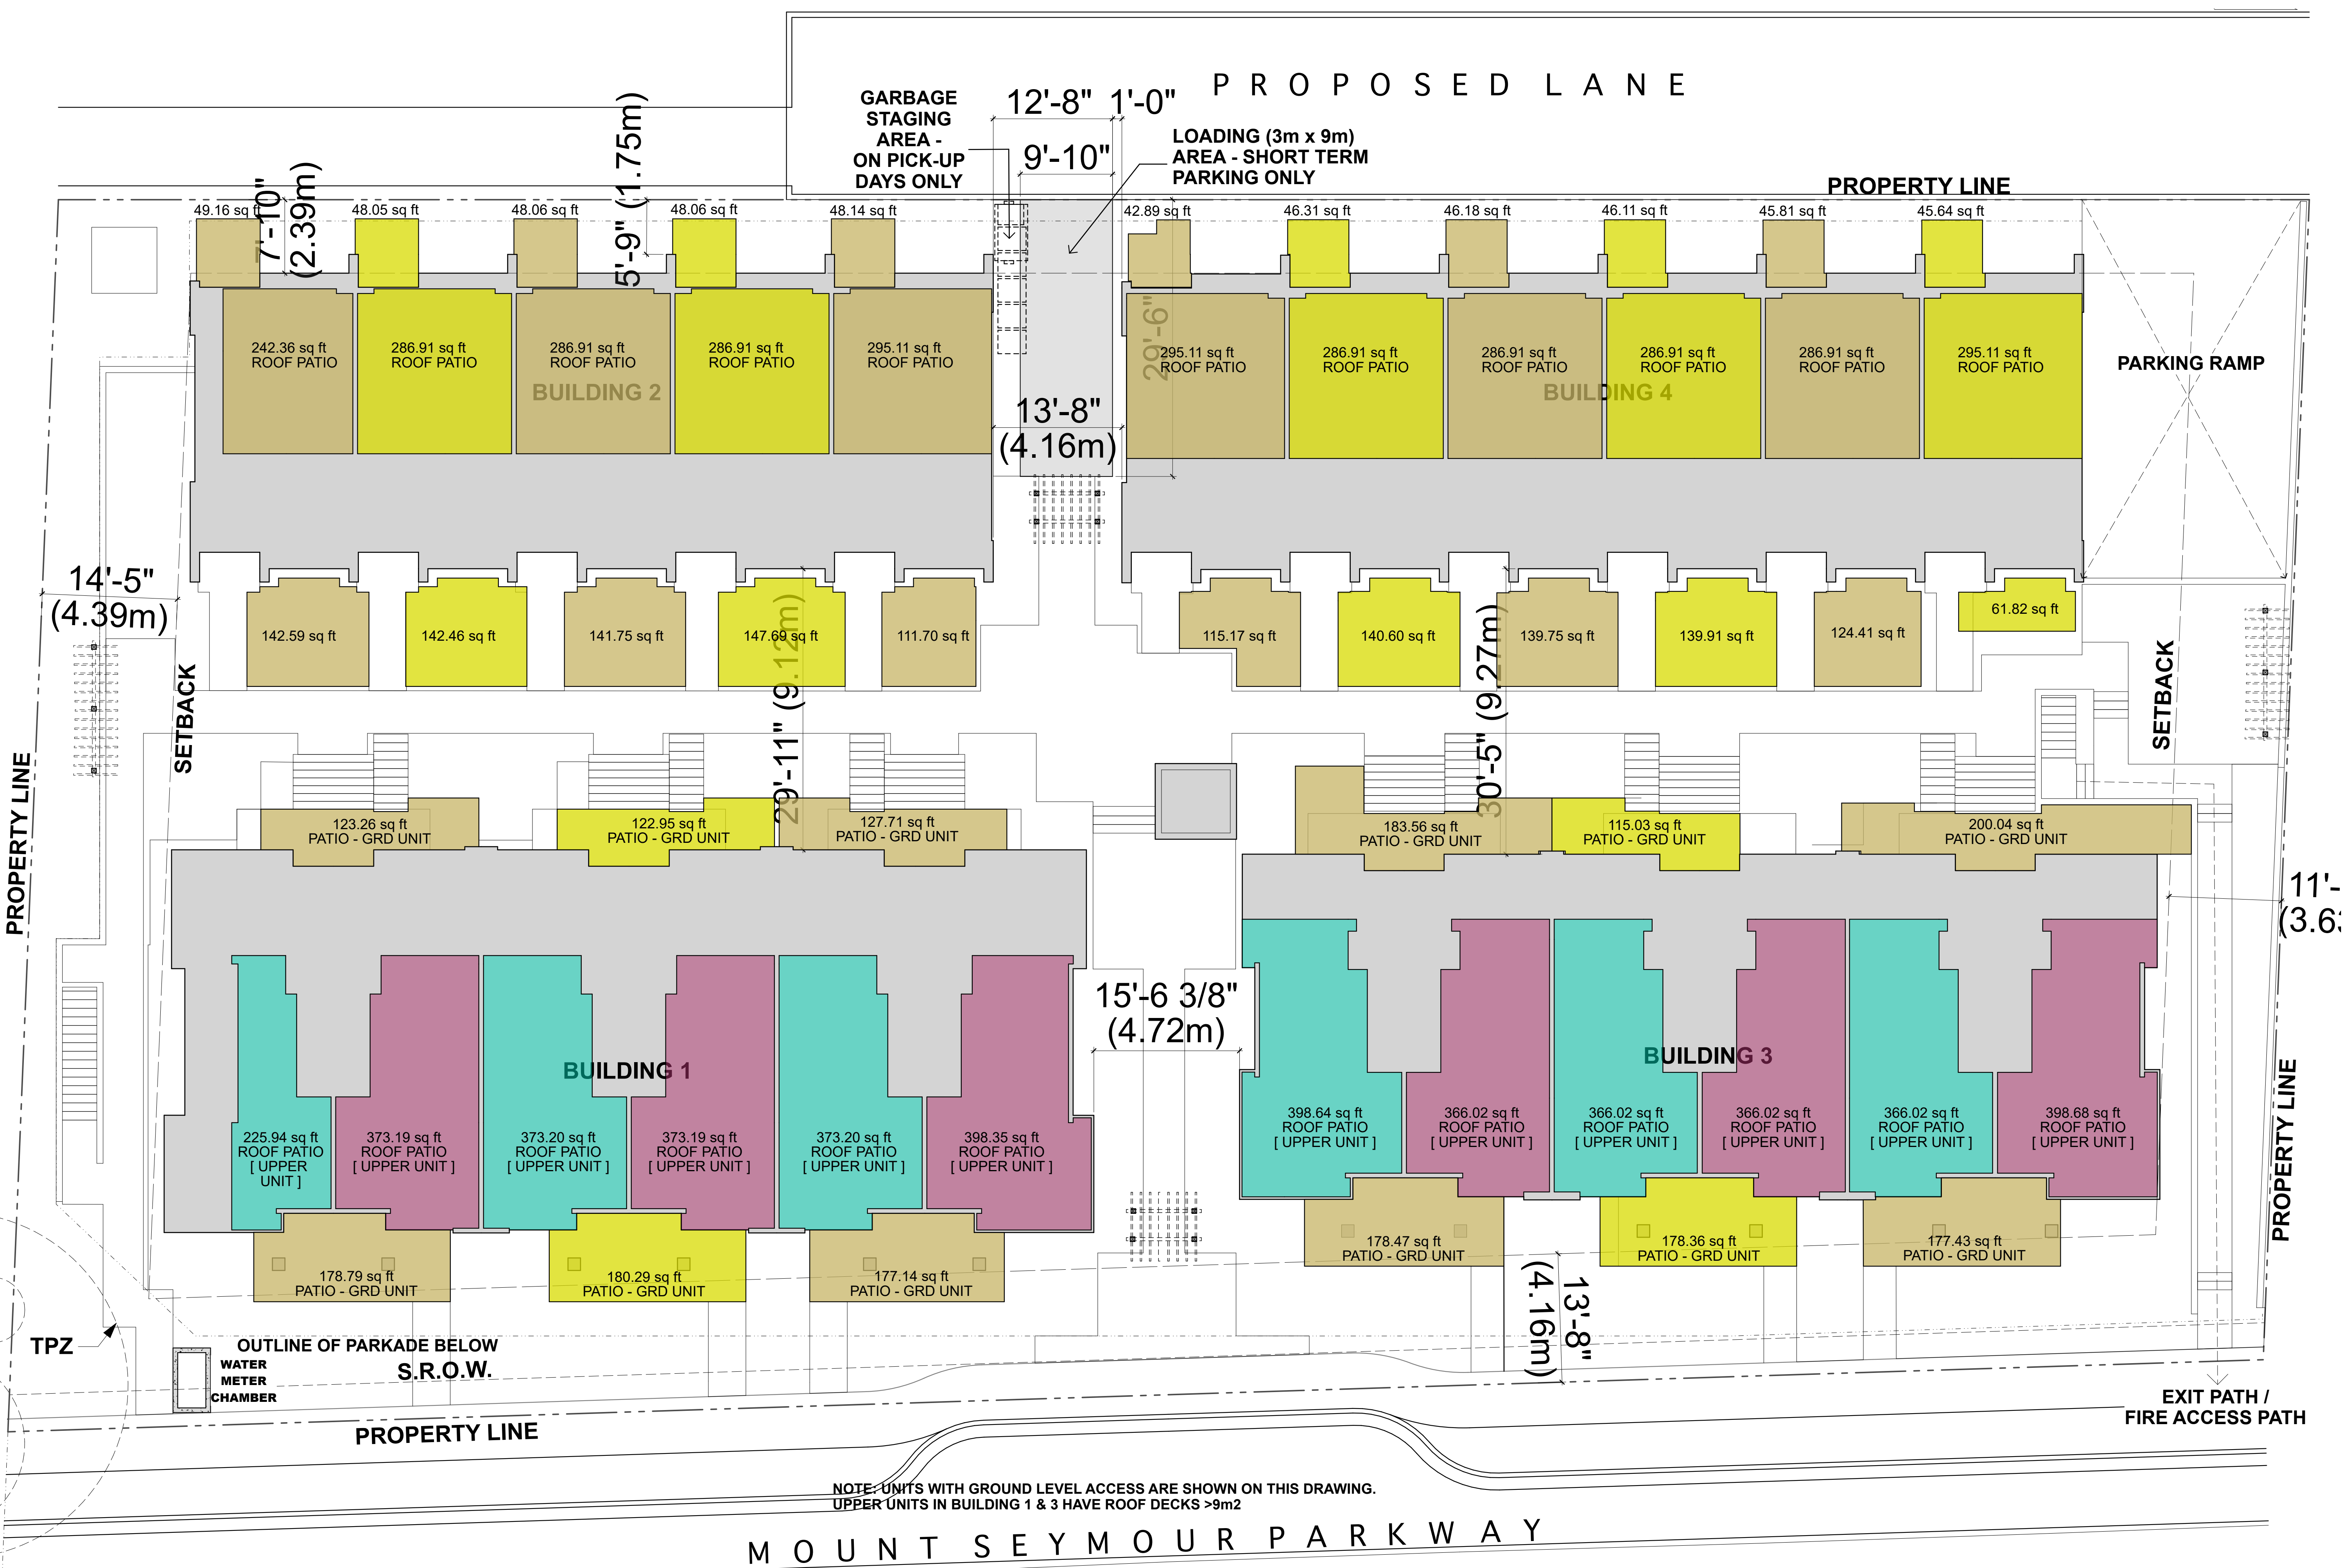 PROPOSED LANE
GARBAGE
STAGING
AREA -
ON PICK-UP
DAYS ONLY
12'-8"
1'-0"
9'-10"
LOADING (3m x 9m)
AREA - SHORT TERM
PARKING ONLY
PROPERTY LINE
7'-10"
(2.39m)
5'-9" (1.75m)
49.16 sq ft
48.05 sq ft
48.06 sq ft
48.06 sq ft
48.14 sq ft
42.89 sq ft
46.31 sq ft
46.18 sq ft
46.11 sq ft
45.81 sq ft
45.64 sq ft
242.36 sq ft
ROOF PATIO
286.91 sq ft
ROOF PATIO
286.91 sq ft
ROOF PATIO
286.91 sq ft
ROOF PATIO
295.11 sq ft
ROOF PATIO
BUILDING 2
29'-6"
295.11 sq ft
ROOF PATIO
286.91 sq ft
ROOF PATIO
286.91 sq ft
ROOF PATIO
286.91 sq ft
ROOF PATIO
286.91 sq ft
ROOF PATIO
295.11 sq ft
ROOF PATIO
BUILDING 4
PARKING RAMP
13'-8"
(4.16m)
14'-5"
(4.39m)
142.59 sq ft
142.46 sq ft
141.75 sq ft
147.69 sq ft
111.70 sq ft
115.17 sq ft
140.60 sq ft
139.75 sq ft
139.91 sq ft
124.41 sq ft
61.82 sq ft
SETBACK
29'-11" (9.12m)
30'-5" (9.27m)
SETBACK
PROPERTY LINE
123.26 sq ft
PATIO - GRD UNIT
122.95 sq ft
PATIO - GRD UNIT
127.71 sq ft
PATIO - GRD UNIT
183.56 sq ft
PATIO - GRD UNIT
115.03 sq ft
PATIO - GRD UNIT
200.04 sq ft
PATIO - GRD UNIT
11'-
15'-6 3/8"
(4.72m)
BUILDING 1
BUILDING 3
225.94 sq ft
ROOF PATIO
[ UPPER
UNIT ]
373.19 sq ft
ROOF PATIO
[ UPPER UNIT ]
373.20 sq ft
ROOF PATIO
[ UPPER UNIT ]
373.19 sq ft
ROOF PATIO
[ UPPER UNIT ]
373.20 sq ft
ROOF PATIO
[ UPPER UNIT ]
398.35 sq ft
ROOF PATIO
[ UPPER UNIT ]
398.64 sq ft
ROOF PATIO
[ UPPER UNIT ]
366.02 sq ft
ROOF PATIO
[ UPPER UNIT ]
366.02 sq ft
ROOF PATIO
[ UPPER UNIT ]
366.02 sq ft
ROOF PATIO
[ UPPER UNIT ]
366.02 sq ft
ROOF PATIO
[ UPPER UNIT ]
398.68 sq ft
ROOF PATIO
[ UPPER UNIT ]
PROPERTY LINE
178.79 sq ft
PATIO - GRD UNIT
180.29 sq ft
PATIO - GRD UNIT
177.14 sq ft
PATIO - GRD UNIT
178.47 sq ft
PATIO - GRD UNIT
178.36 sq ft
PATIO - GRD UNIT
177.43 sq ft
PATIO - GRD UNIT
13'-8"
(4.16m)
TPZ
OUTLINE OF PARKADE BELOW
S.R.O.W.
WATER
METER
CHAMBER
PROPERTY LINE
EXIT PATH /
FIRE ACCESS PATH
NOTE: UNITS WITH GROUND LEVEL ACCESS ARE SHOWN ON THIS DRAWING.
UPPER UNITS IN BUILDING 1 & 3 HAVE ROOF DECKS >9m2
MOUNT SEYMOUR PARKWAY